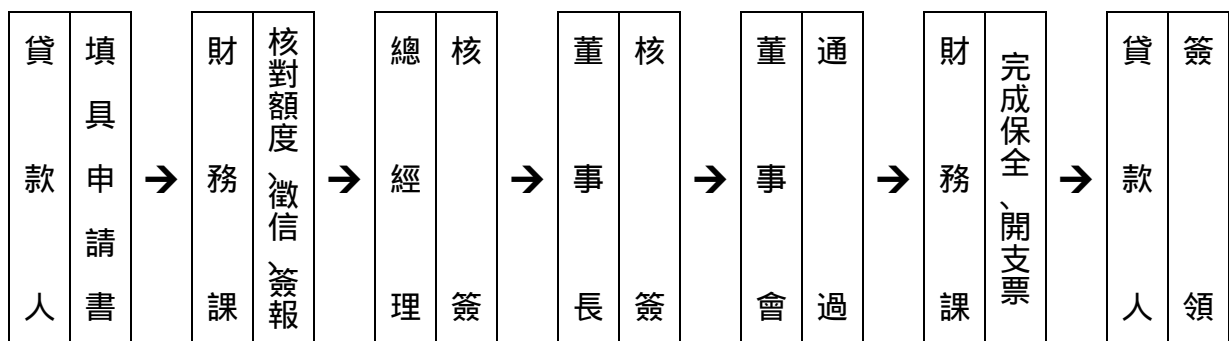 貸款人
填具申請書
→
財務課
核對額度、徵信、簽報
→
總經理
核簽
→
董事長
核簽
→
董事會
通過
→
財務課
完成保全、開支票
→
貸款人
簽領